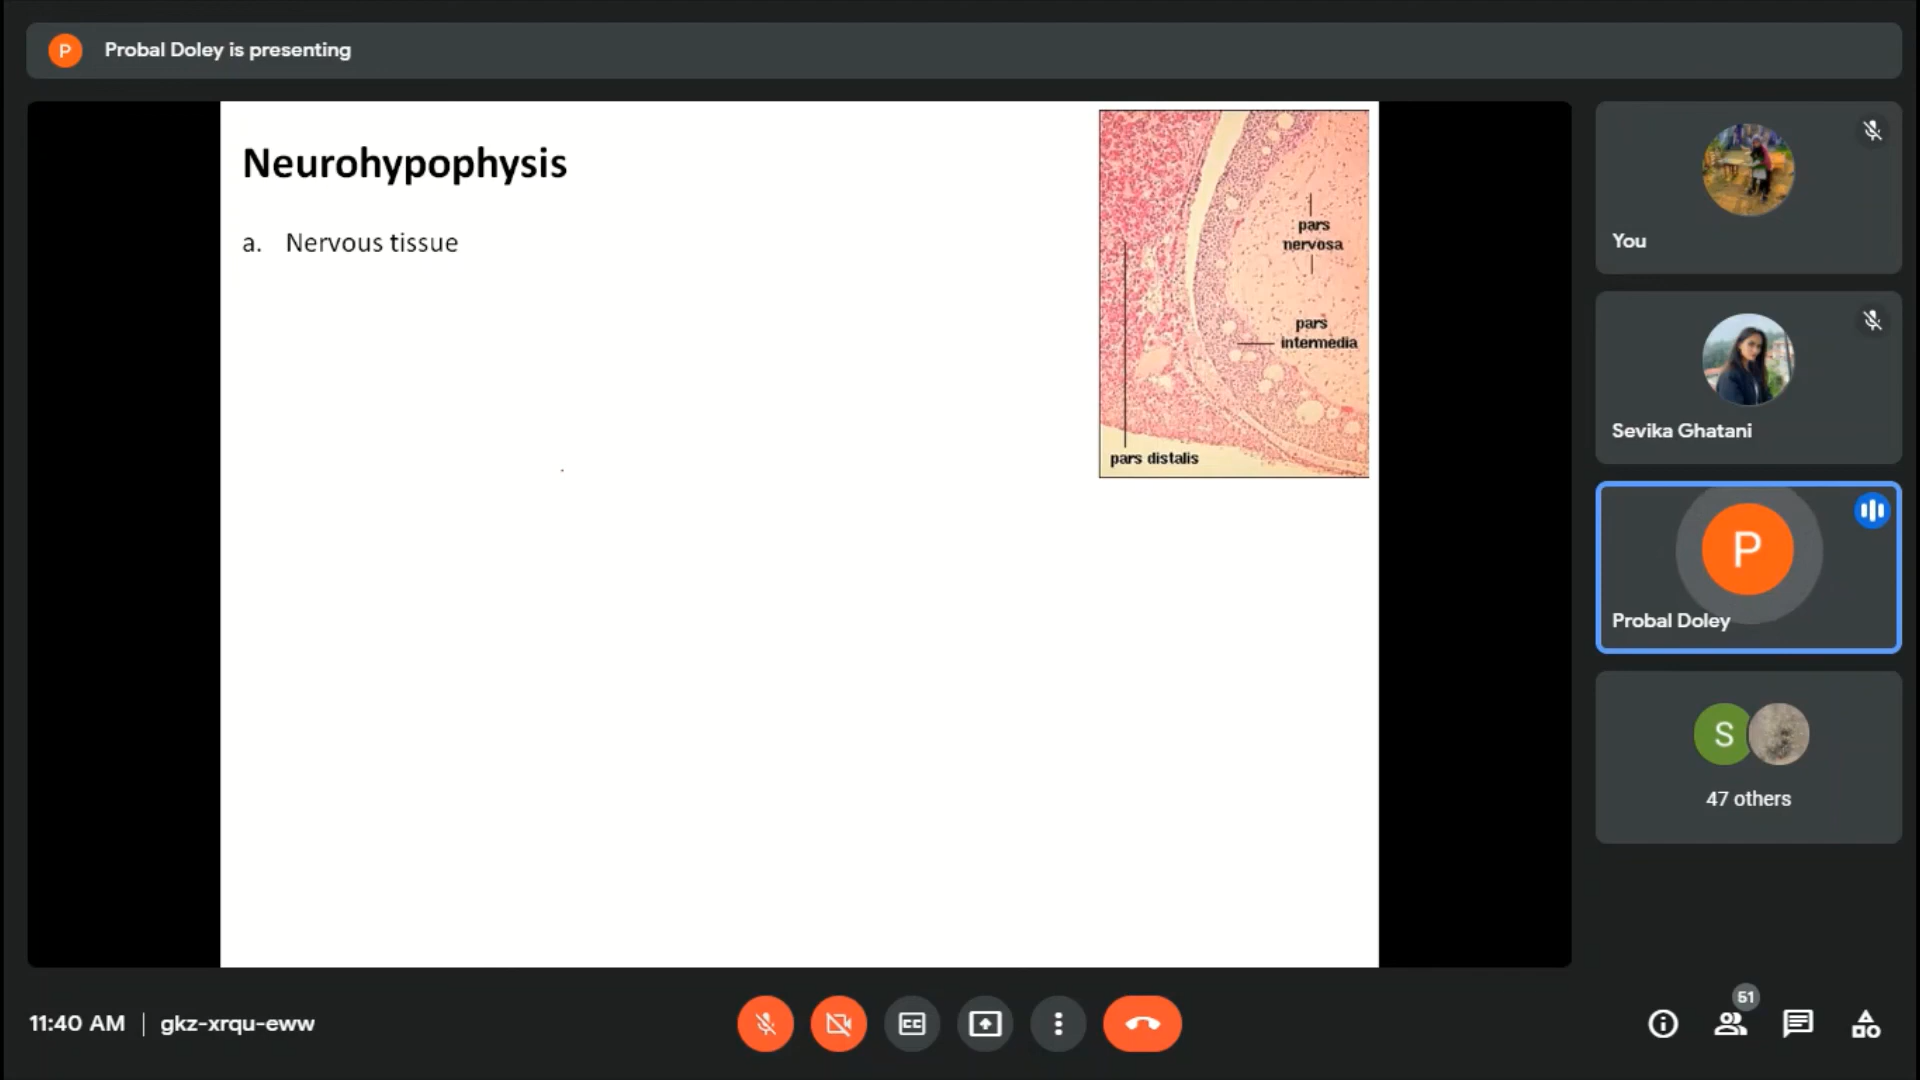 P
Probal Doley is presenting
Neurohypophysis
a. Nervous tissue
pars
nervosa
pars
intermedia
pars distalis
You
Sevika Ghatani
P
Probal Doley
S
47 others
11:40 AM | gkz-xrqu-eww
CC
51